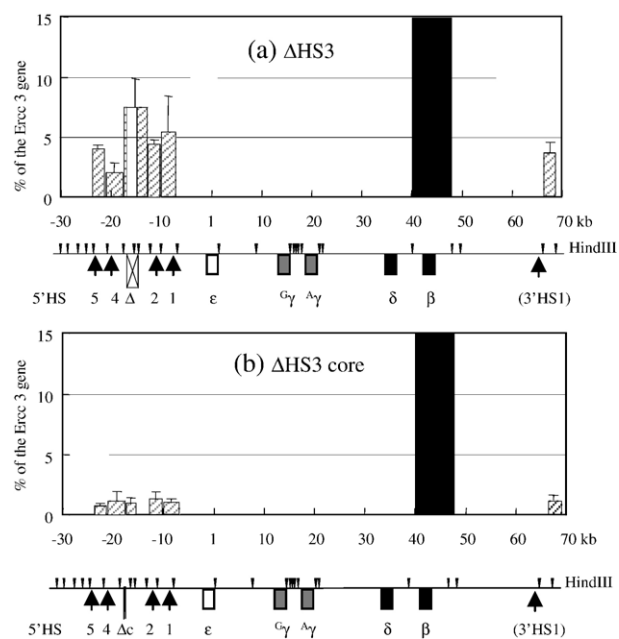 15
(a) ΔHS3
10
5
0
% of the Ercc 3 gene
-30 -20 -10 1 10 20 30 40 50 60 70 kb
HindIII
5'HS 5 4 Δ 2 1 ε Gγ Aγ δ β (3'HS1)
15
(b) ΔHS3 core
10
5
0
% of the Ercc 3 gene
-30 -20 -10 1 10 20 30 40 50 60 70 kb
HindIII
5'HS 5 4 Δc 2 1 ε Gγ Aγ δ β (3'HS1)